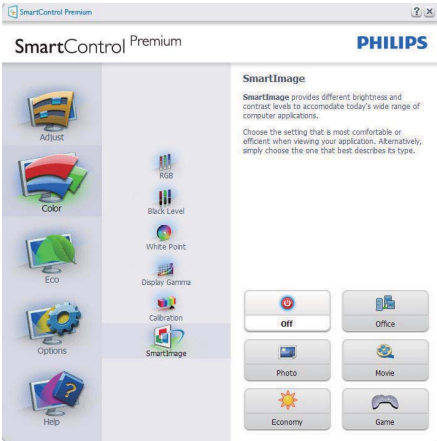 SmartControl Premium
? x
SmartControl Premium
PHILIPS
Adjust
Color
Eco
Options
Help
RGB
Black Level
White Point
Display Gamma
Calibration
SmartImage
SmartImage
SmartImage provides different brightness and
contrast levels to accomodate today's wide range of
computer applications.
Choose the setting that is most comfortable or
efficient when viewing your application. Alternatively,
simply choose the one that best describes its type.
Off
Office
Photo
Movie
Economy
Game